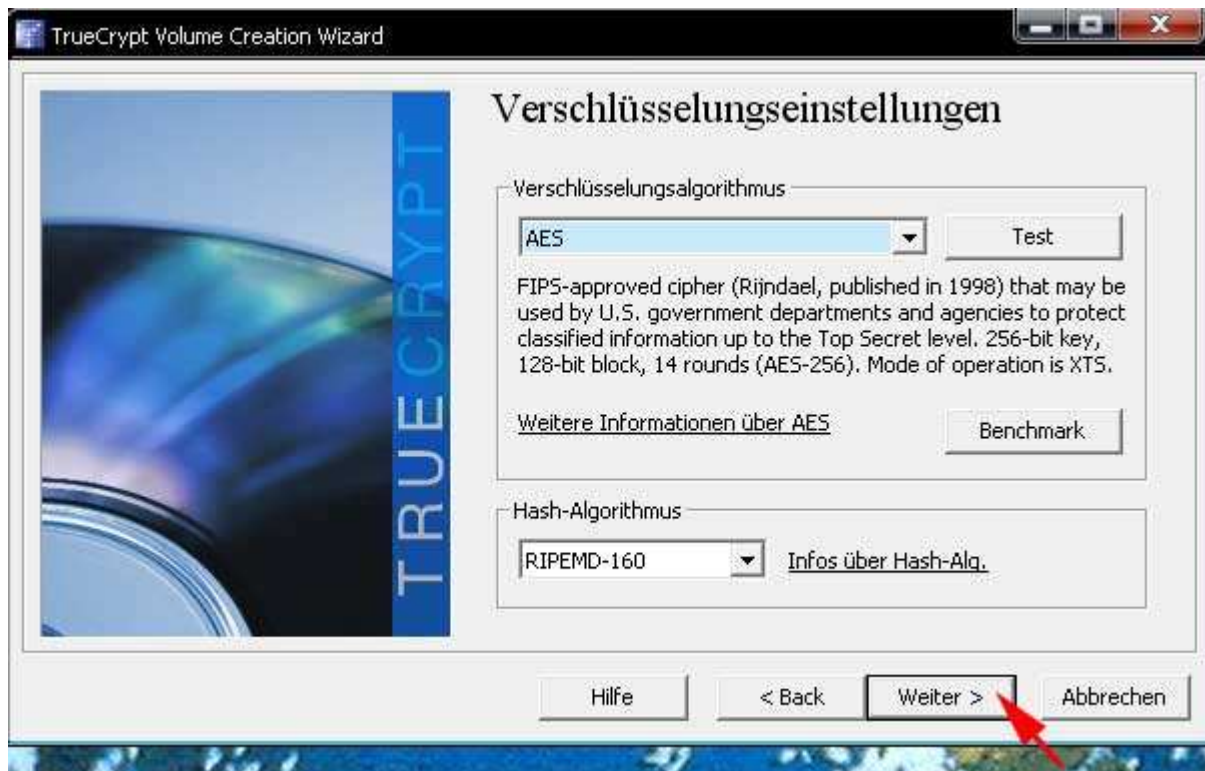 TrueCrypt Volume Creation Wizard
TRUECRYPT
Verschlüsselungseinstellungen
Verschlüsselungsalgorithmus
AES
Test
FIPS-approved cipher (Rijndael, published in 1998) that may be
used by U.S. government departments and agencies to protect
classified information up to the Top Secret level. 256-bit key,
128-bit block, 14 rounds (AES-256). Mode of operation is XTS.
Weitere Informationen über AES
Benchmark
Hash-Algorithmus
RIPEMD-160
Infos über Hash-Alg.
Hilfe
< Back
Weiter >
Abbrechen